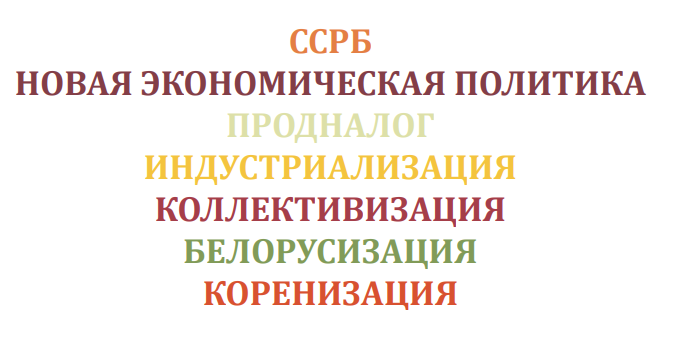 ССРБ
НОВАЯ ЭКОНОМИЧЕСКАЯ ПОЛИТИКА
ПРОДНАЛОГ
ИНДУСТРИАЛИЗАЦИЯ
КОЛЛЕКТИВИЗАЦИЯ
БЕЛОРУСИЗАЦИЯ
КОРЕНИЗАЦИЯ